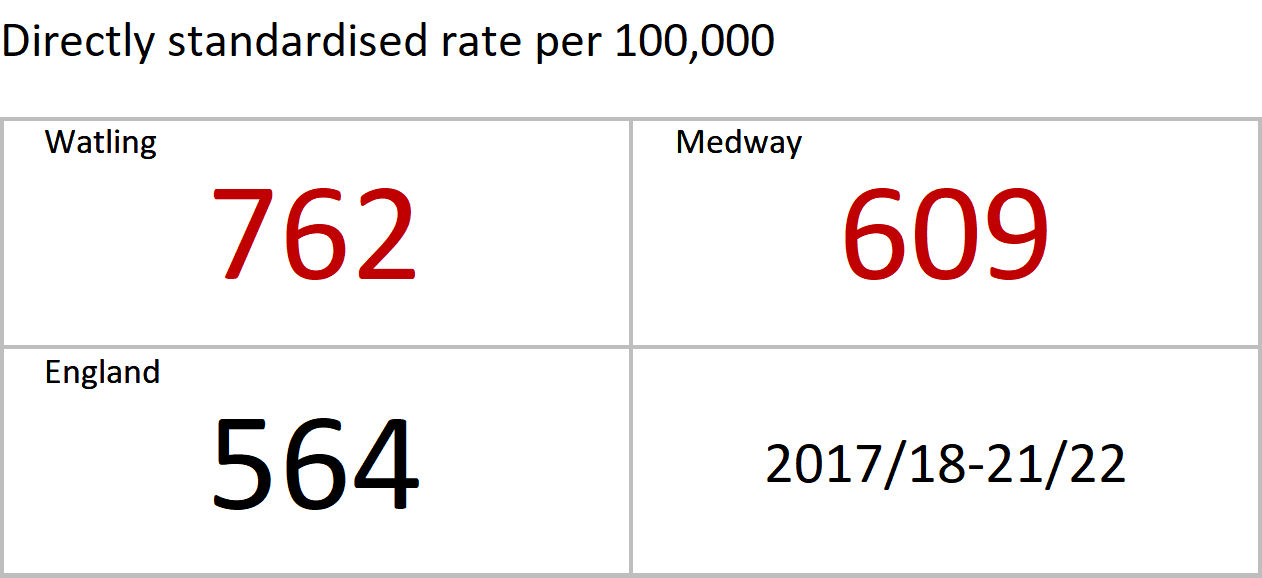 Directly standardised rate per 100,000
Watling
762
Medway
609
England
564
2017/18-21/22